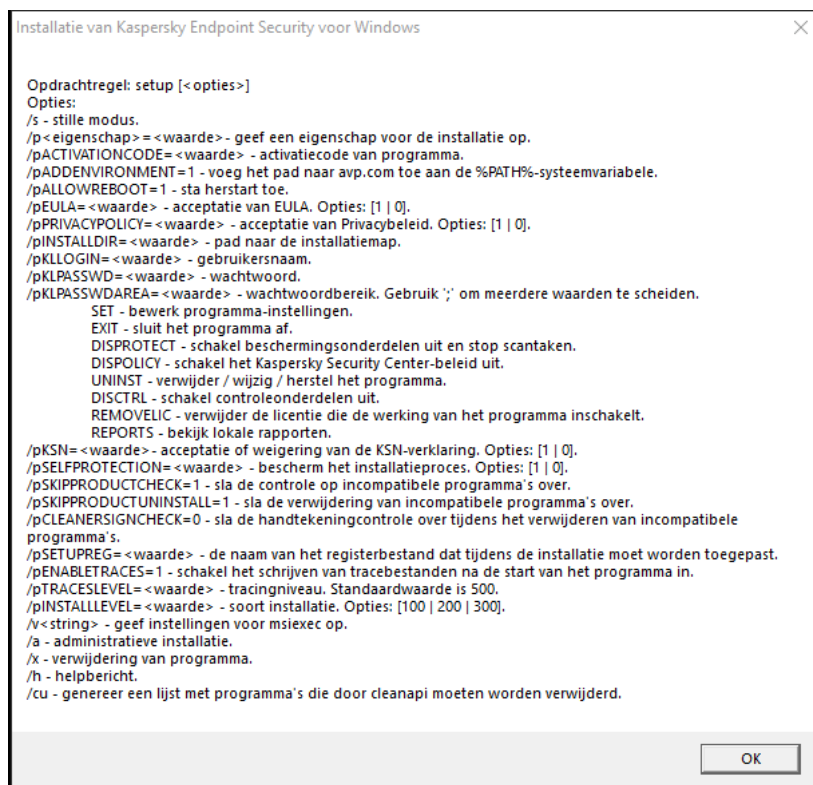 Installatie van Kaspersky Endpoint Security voor Windows
Opdrachtregel: setup [<opties>]
Opties:
/s - stille modus.
/p<eigenschap>=<waarde>- geef een eigenschap voor de installatie op.
/pACTIVATIONCODE=<waarde> - activatiecode van programma.
/pADDENVIRONMENT=1 - voeg het pad naar avp.com toe aan de %PATH%-systeemvariabele.
/pALLOWREBOOT=1 - sta herstart toe.
/pEULA=<waarde> - acceptatie van EULA. Opties: [1 | 0].
/pPRIVACYPOLICY=<waarde> - acceptatie van Privacybeleid. Opties: [1 | 0].
/pINSTALLDIR=<waarde> - pad naar de installatiemap.
/pKLLOGIN=<waarde> - gebruikersnaam.
/pKLPASSWD=<waarde> - wachtwoord.
/pKLPASSWDAREA=<waarde> - wachtwoordbereik. Gebruik ';' om meerdere waarden te scheiden.
SET - bewerk programma-instellingen.
EXIT - sluit het programma af.
DISPROTECT - schakel beschermingsonderdelen uit en stop scantaken.
DISPOLICY - schakel het Kaspersky Security Center-beleid uit.
UNINST - verwijder / wijzig / herstel het programma.
DISCTRL - schakel controleonderdelen uit.
REMOVELIC - verwijder de licentie die de werking van het programma inschakelt.
REPORTS - bekijk lokale rapporten.
/pKSN=<waarde>- acceptatie of weigering van de KSN-verklaring. Opties: [1 | 0].
/pSELFPROTECTION=<waarde> - bescherm het installatieproces. Opties: [1 | 0].
/pSKIPPRODUCTCHECK=1 - sla de controle op incompatibele programma's over.
/pSKIPPRODUCTUNINSTALL=1 - sla de verwijdering van incompatibele programma's over.
/pCLEANERSIGNCHECK=0 - sla de handtekeningcontrole over tijdens het verwijderen van incompatibele
programma's.
/pSETUPREG=<waarde> - de naam van het registerbestand dat tijdens de installatie moet worden toegepast.
/pENABLETRACES=1 - schakel het schrijven van tracebestanden na de start van het programma in.
/pTRACESLEVEL=<waarde> - tracingniveau. Standaardwaarde is 500.
/pINSTALLLEVEL=<waarde> - soort installatie. Opties: [100 | 200 | 300].
/v<string> - geef instellingen voor msiexec op.
/a - administratieve installatie.
/x - verwijdering van programma.
/h - helpbericht.
/cu - genereer een lijst met programma's die door cleanapi moeten worden verwijderd.
OK